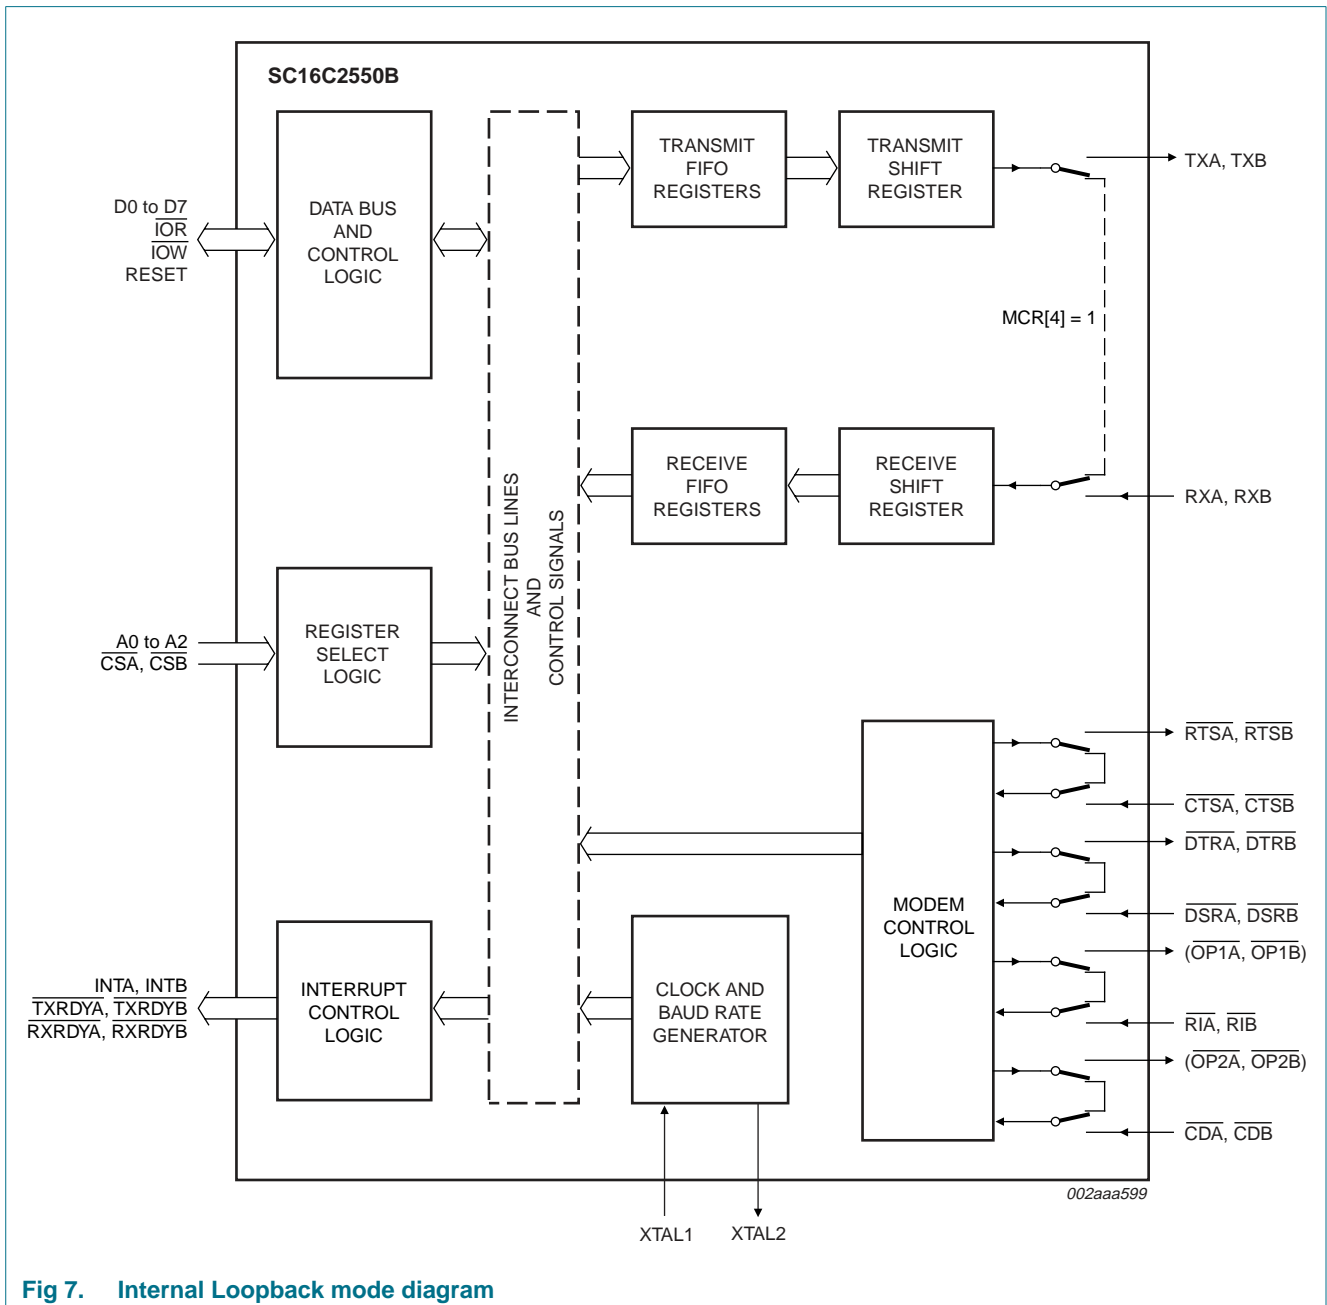 SC16C2550B
D0 to D7
IOR
IOW
RESET
DATA BUS
AND
CONTROL
LOGIC
TRANSMIT
FIFO
REGISTERS
TRANSMIT
SHIFT
REGISTER
TXA, TXB
MCR[4] = 1
RECEIVE
FIFO
REGISTERS
RECEIVE
SHIFT
REGISTER
RXA, RXB
INTERCONNECT BUS LINES
AND
CONTROL SIGNALS
A0 to A2
CSA, CSB
REGISTER
SELECT
LOGIC
MODEM
CONTROL
LOGIC
RTSA, RTSB
CTSA, CTSB
DTRA, DTRB
DSRA, DSRB
(OP1A, OP1B)
RIA, RIB
(OP2A, OP2B)
CDA, CDB
INTA, INTB
TXRDYA, TXRDYB
RXRDYA, RXRDYB
INTERRUPT
CONTROL
LOGIC
CLOCK AND
BAUD RATE
GENERATOR
XTAL1
XTAL2
002aaa599
Fig 7. Internal Loopback mode diagram